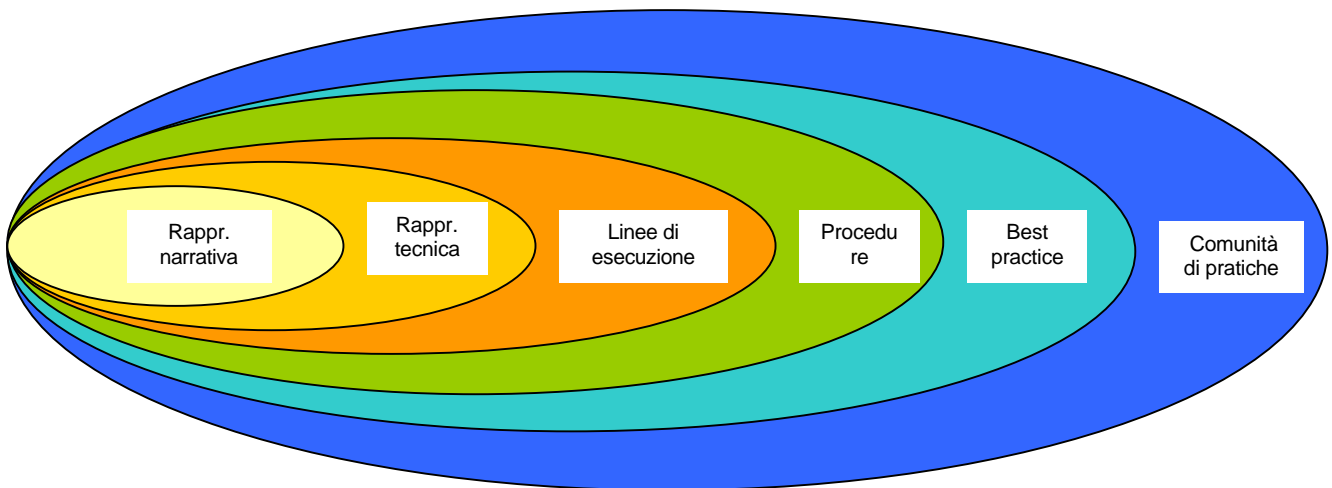 Rappr.
narrativa
Rappr.
tecnica
Linee di
esecuzione
Procedu
re
Best
practice
Comunità
di pratiche